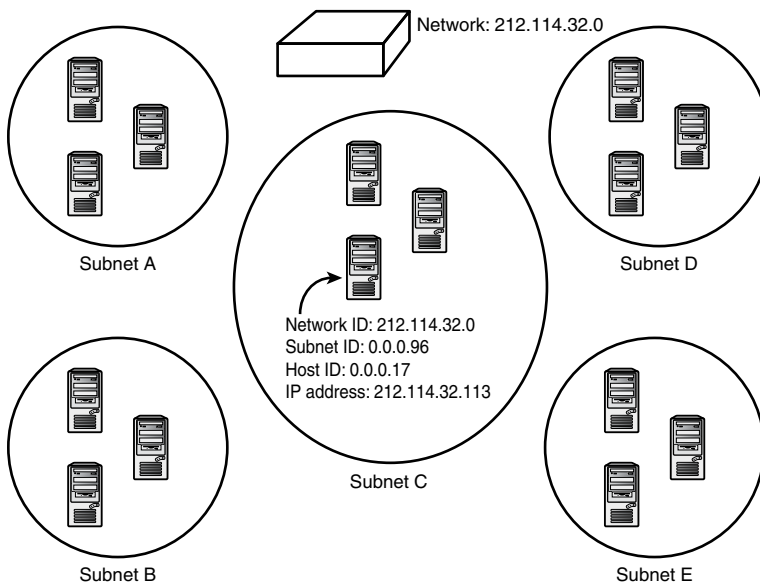 Network: 212.114.32.0
Subnet A
Subnet D
Network ID: 212.114.32.0
Subnet ID: 0.0.0.96
Host ID: 0.0.0.17
IP address: 212.114.32.113
Subnet C
Subnet B
Subnet E